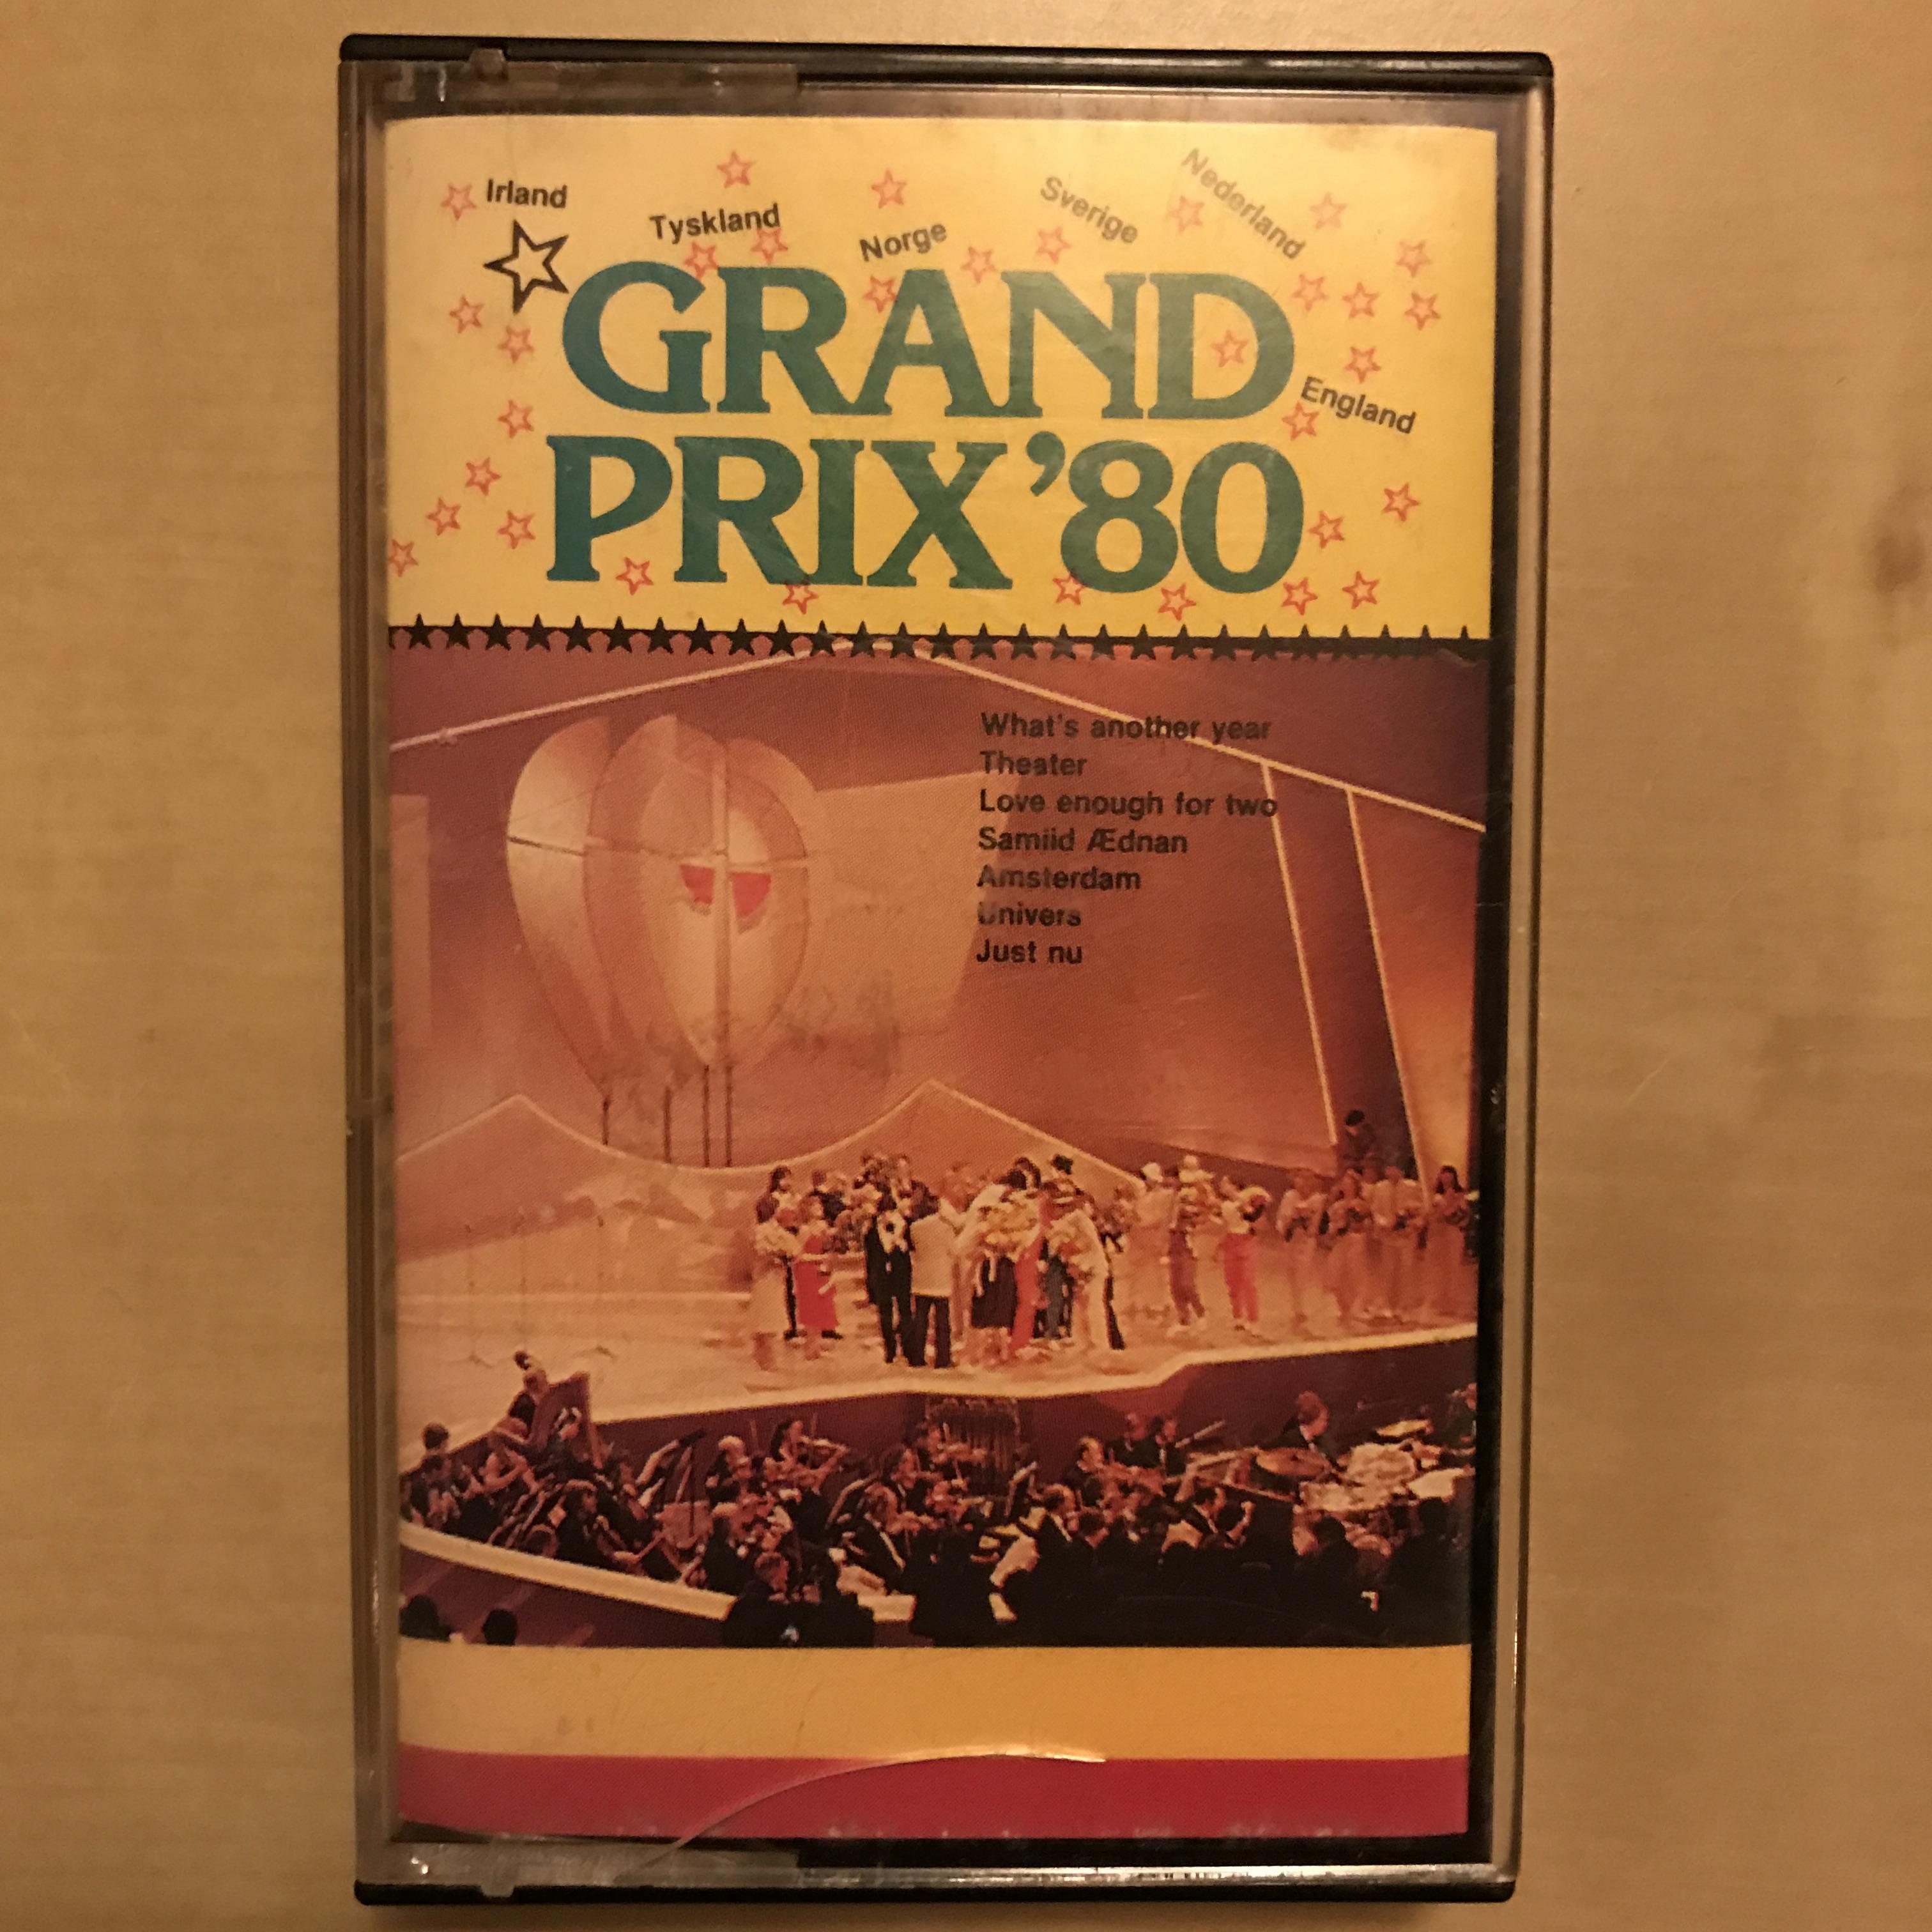 Irland
Tyskland
Norge
Sverige
Nederland
England
GRAND
PRIX '80
What's another year
Theater
Love enough for two
Samiid Ædnan
Amsterdam
Univers
Just nu